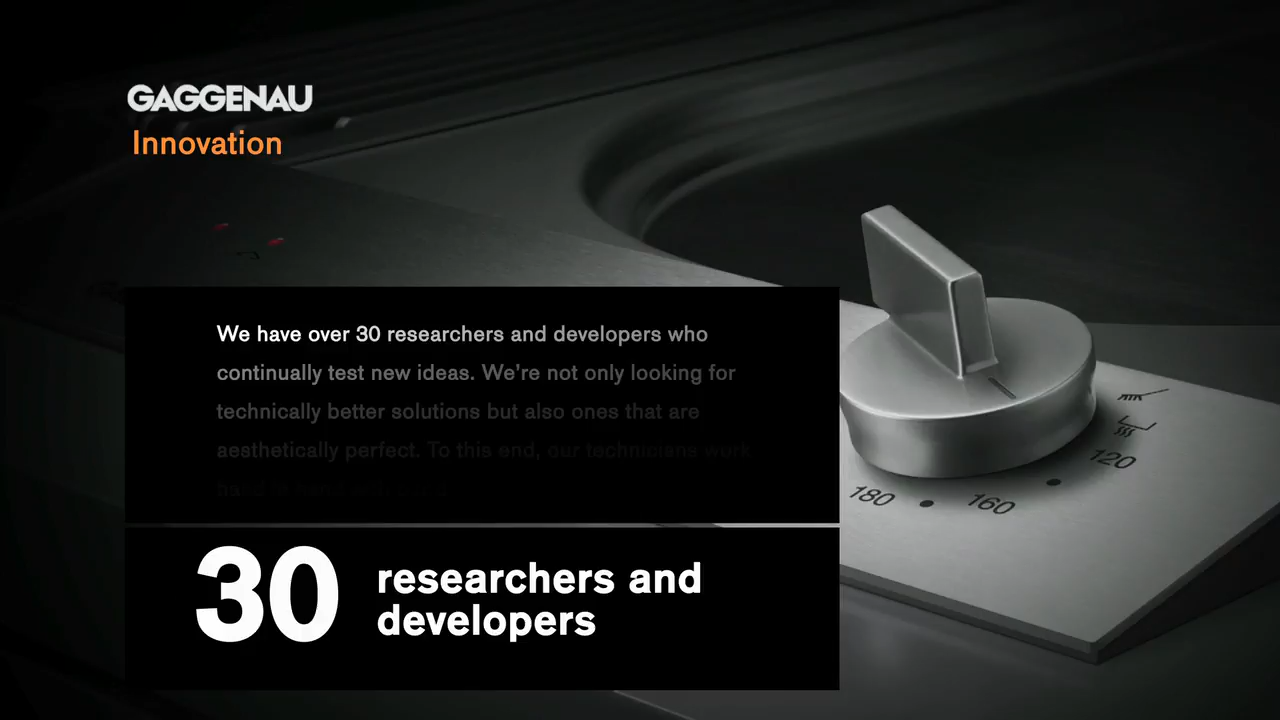 GAGGENAU
Innovation
We have over 30 researchers and developers who
continually test new ideas. We're not only looking for
technically better solutions but also ones that are
aesthetically perfect. To this end, our technicians work
30 researchers and
developers
120
160
180